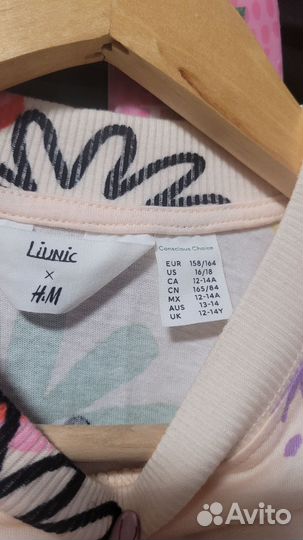 Liunic
×
H&M
Conscious Choice
EUR 158/164
US 16/18
CA 12-14A
CN 165/84
MX 12-14A
AUS 13-14
UK 12-14Y
Avito